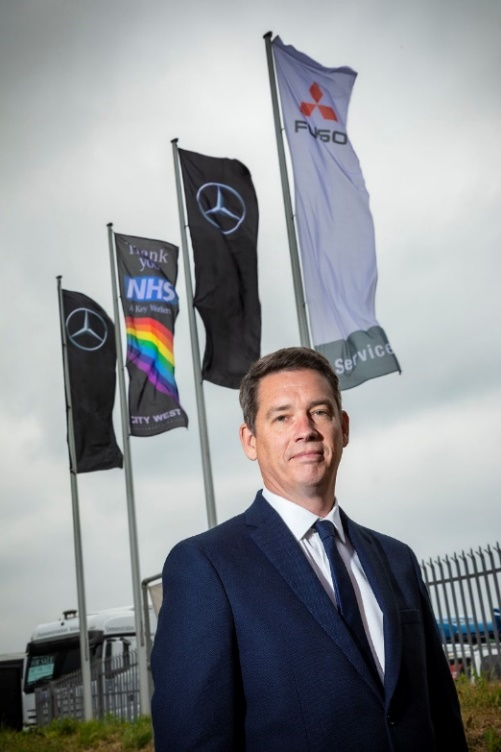 FUSO
Service
Thank
you
NHS
& Key Workers
CITY WEST